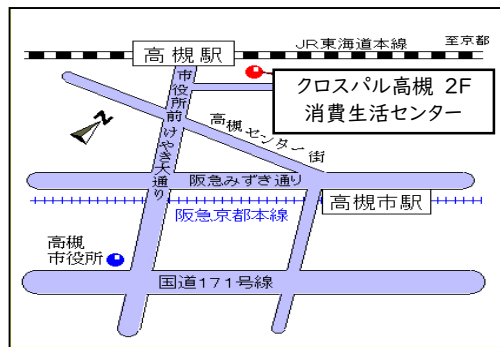 JR東海道本線
至京都
高槻駅
クロスパル高槻 2F
消費生活センター
市役所前けやき大通り
高槻センター街
N
阪急みずき通り
高槻市駅
阪急京都本線
高槻
市役所
国道171号線